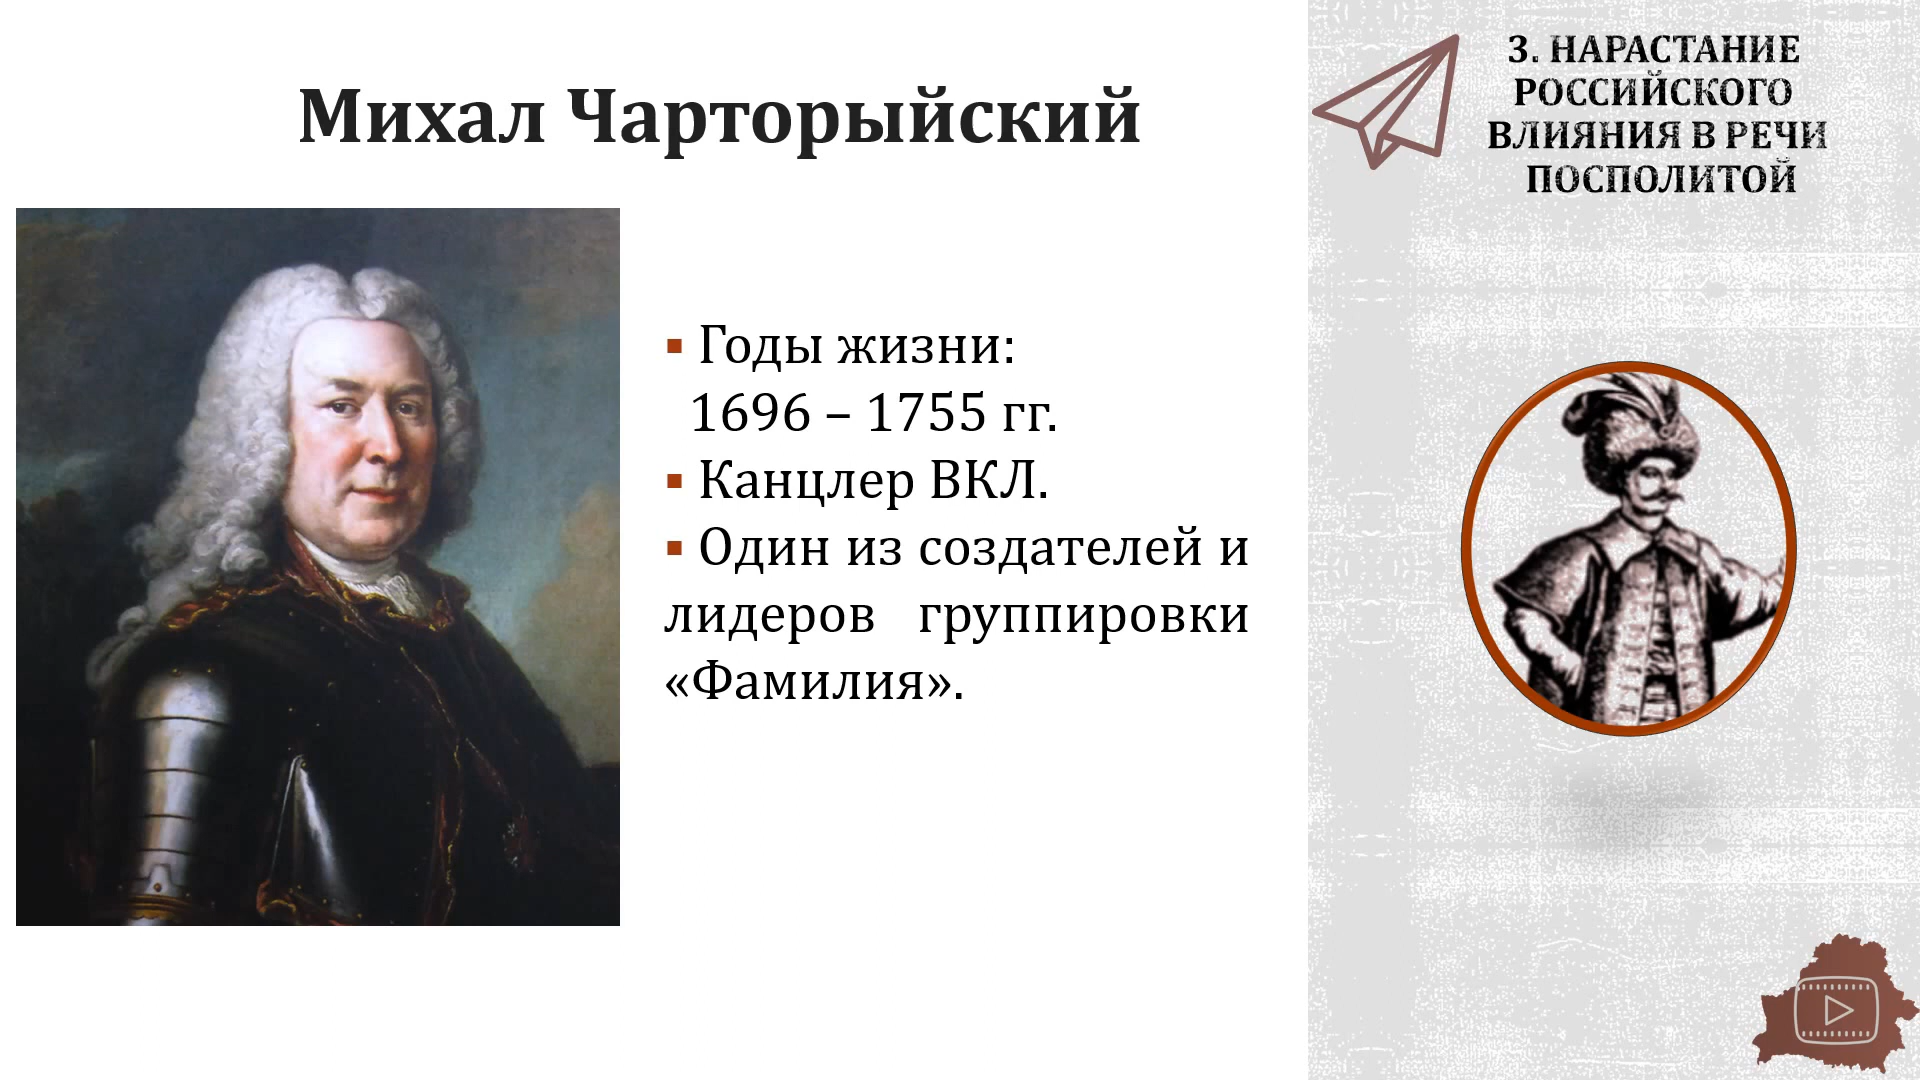 Михал Чарторыйский
3. НАРАСТАНИЕ
РОССИЙСКОГО
ВЛИЯНИЯ В РЕЧИ
ПОСПОЛИТОЙ
▪ Годы жизни:
1696 – 1755 гг.
▪ Канцлер ВКЛ.
▪ Один из создателей и
лидеров группировки
«Фамилия».